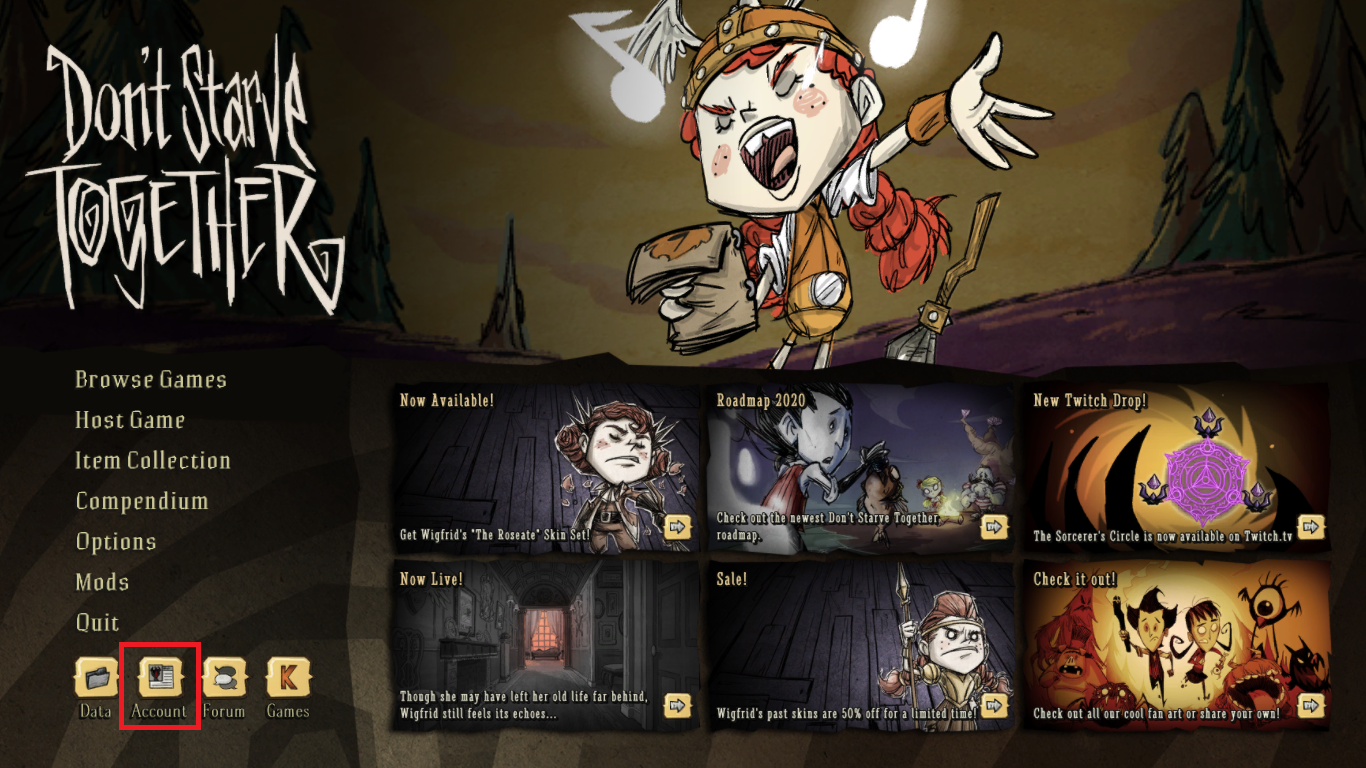 Don't Starve
Together
Browse Games
Host Game
Item Collection
Compendium
Options
Mods
Quit
Data
Account
Forum
K
Games
Now Available!
Get Wigfrid's "The Roseate" Skin Set!
Roadmap 2020
Check out the newest Don't Starve Together
roadmap.
New Twitch Drop!
The Sorcerer's Circle is now available on Twitch.tv
Now Live!
Though she may have left her old life far behind,
Wigfrid still feels its echoes...
Sale!
Wigfrid's past skins are 50% off for a limited time!
Check it out!
Check out all our cool fan art or share your own!